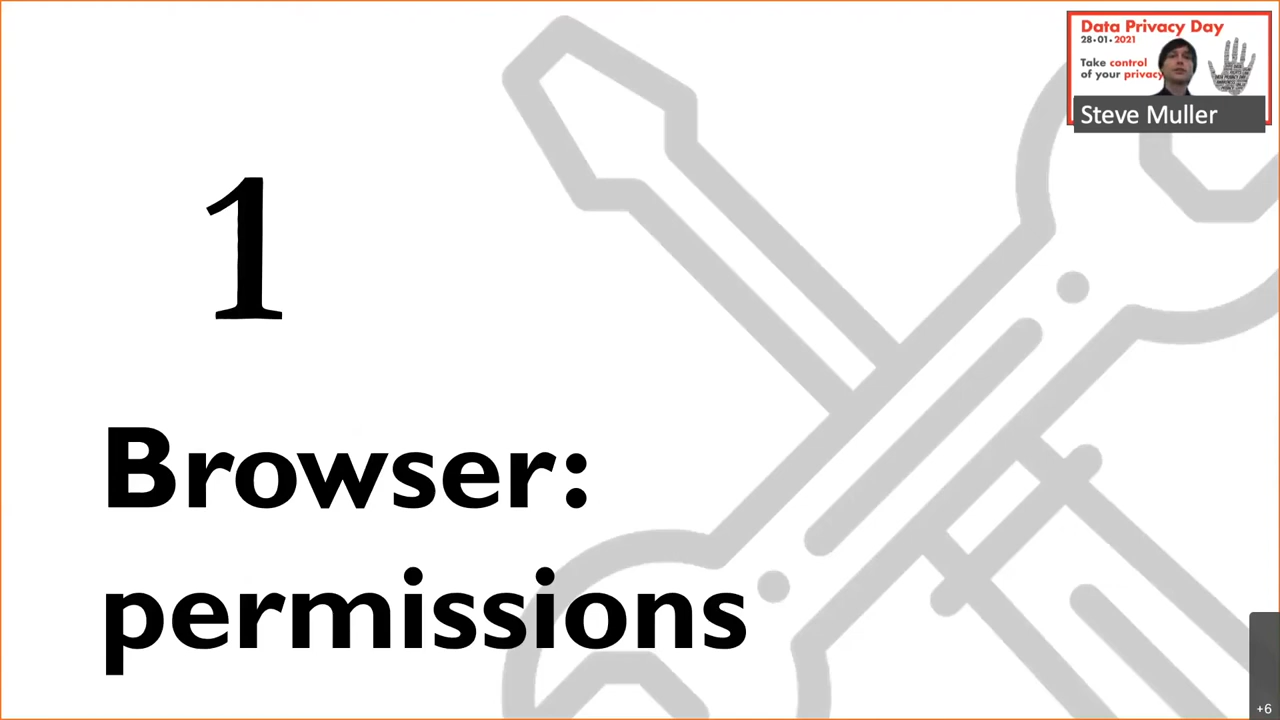 Data Privacy Day
28•01•2021
Take control
of your privacy
Steve Muller
1
Browser:
permissions
+6